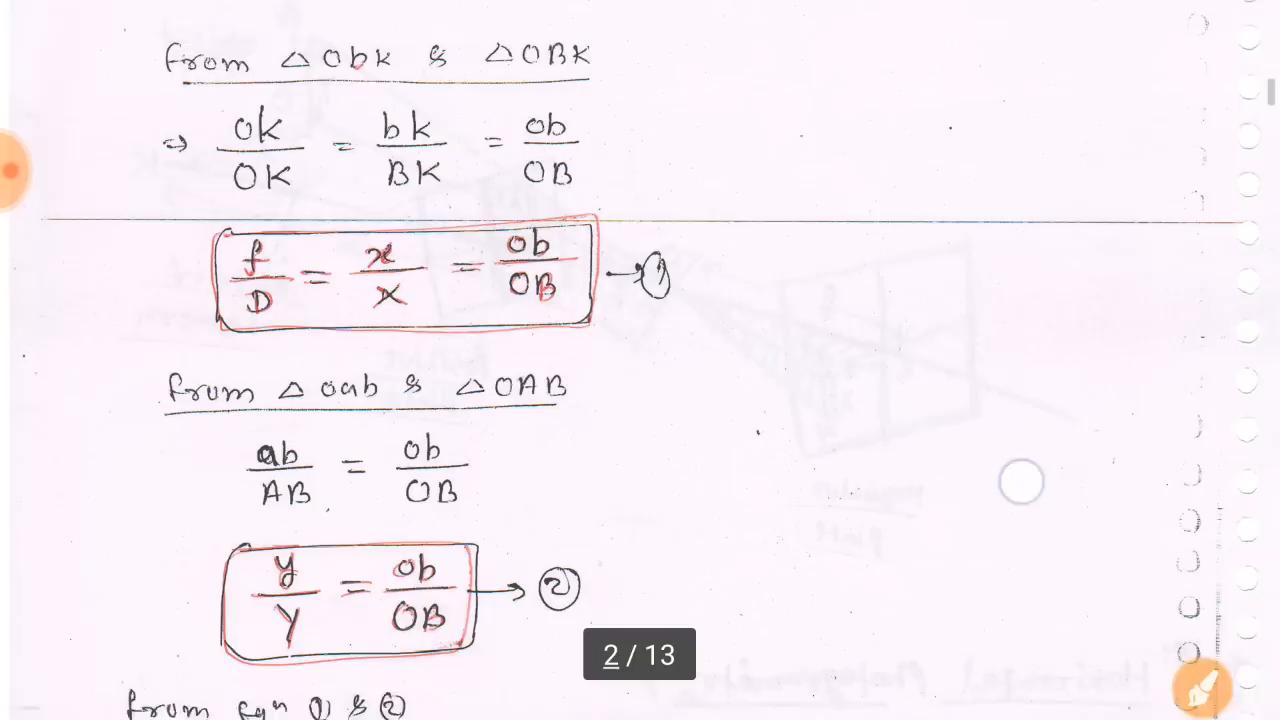 from △Obk & △OBK
⇒ Ok/OK = bk/BK = Ob/OB
f/D = x/X = Ob/OB → ①
from △oab & △OAB
ab/AB = Ob/OB
y/Y = Ob/OB → ②
2 / 13
from eqn ① & ②